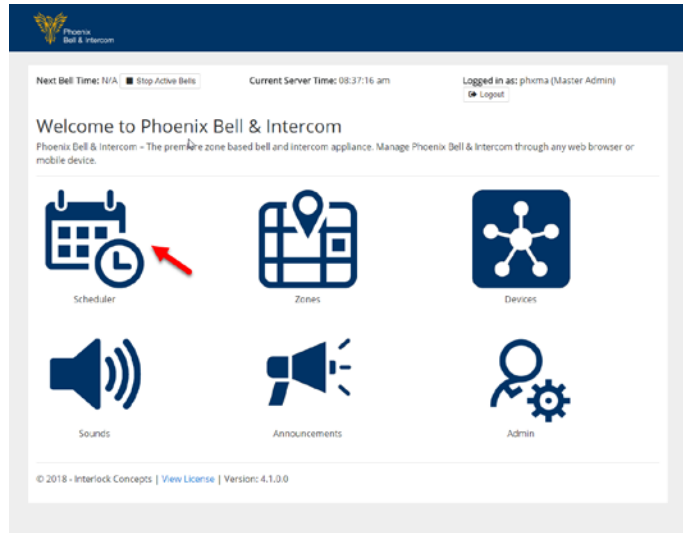 Phoenix
Bell & Intercom
Next Bell Time: N/A Stop Active Bells Current Server Time: 08:37:16 am Logged in as: phxma (Master Admin)
Logout
Welcome to Phoenix Bell & Intercom
Phoenix Bell & Intercom – The premiere zone based bell and intercom appliance. Manage Phoenix Bell & Intercom through any web browser or
mobile device.
Scheduler Zones Devices
Sounds Announcements Admin
© 2018 - Interlock Concepts | View License | Version: 4.1.0.0